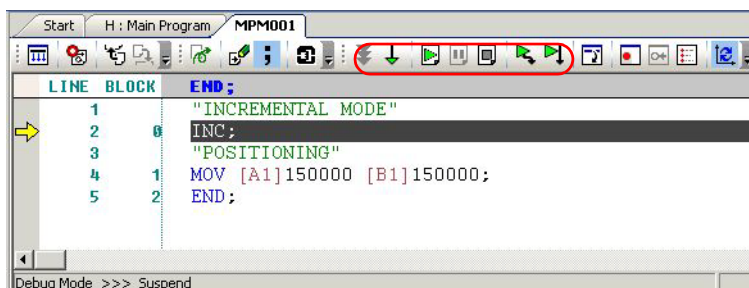 Start H : Main Program MPM001
LINE BLOCK END;
1 "INCREMENTAL MODE"
2 0 INC;
3 "POSITIONING"
4 1 MOV [A1]150000 [B1]150000;
5 2 END;
Debug Mode >>> Suspend